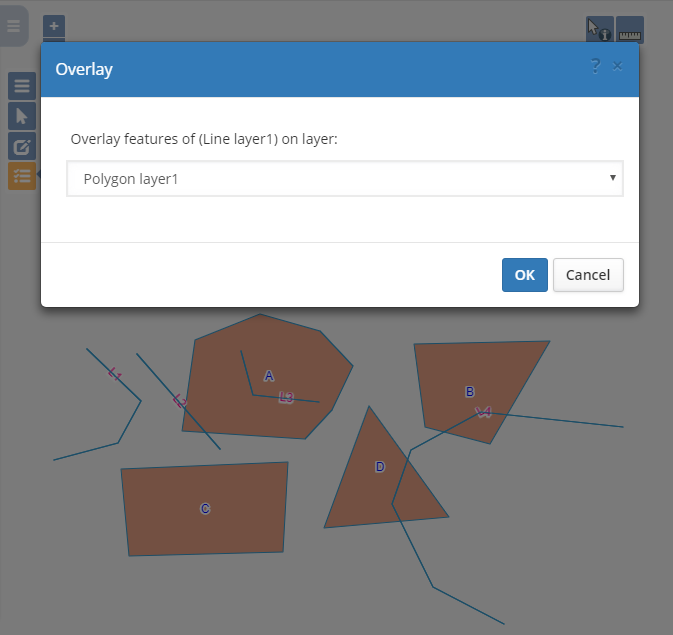 +
Overlay
? ×
Overlay features of (Line layer1) on layer:
Polygon layer1
OK Cancel
L1
L2
A
L3
B
L4
D
C